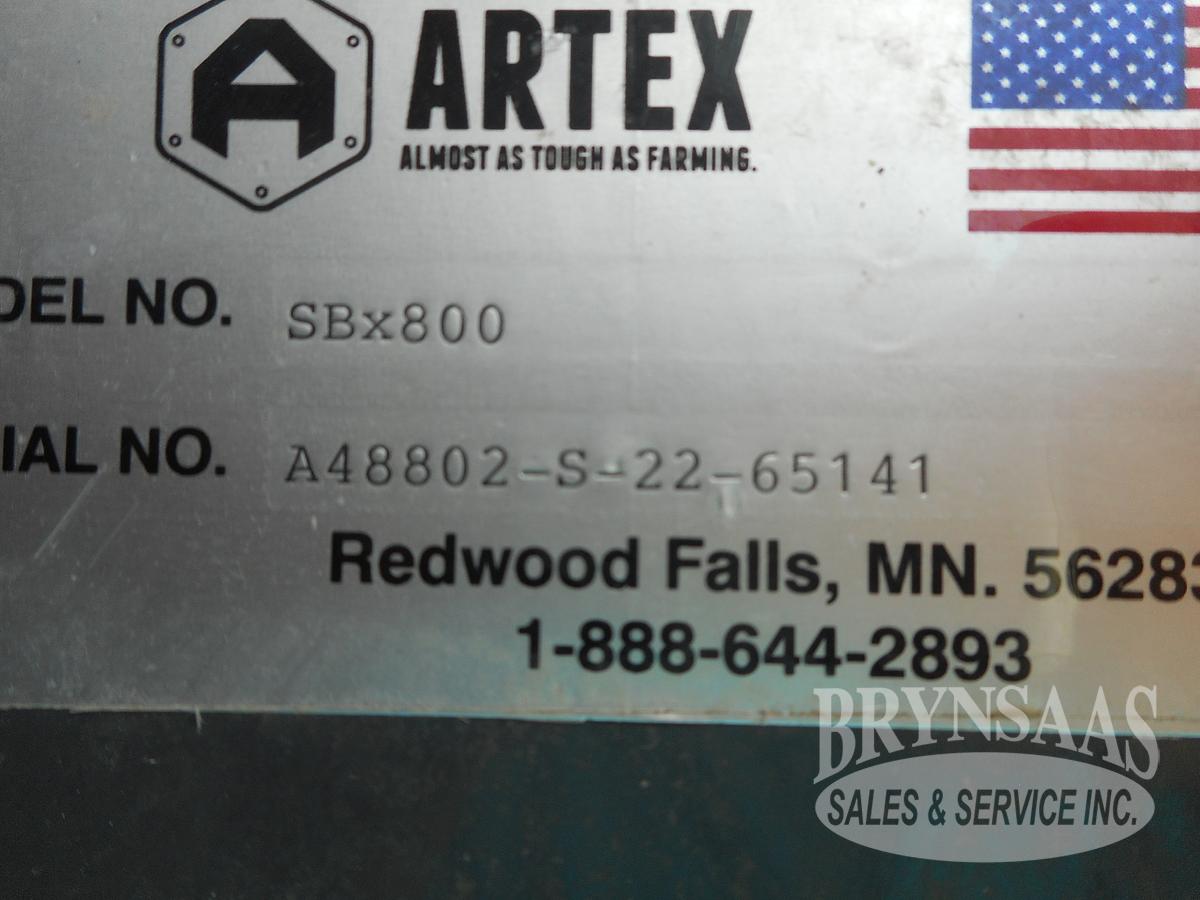 ARTEX
ALMOST AS TOUGH AS FARMING.
DEL NO. SBx800
IAL NO. A48802-S-22-65141
Redwood Falls, MN. 56283
1-888-644-2893
BRYNSAAS
SALES & SERVICE INC.